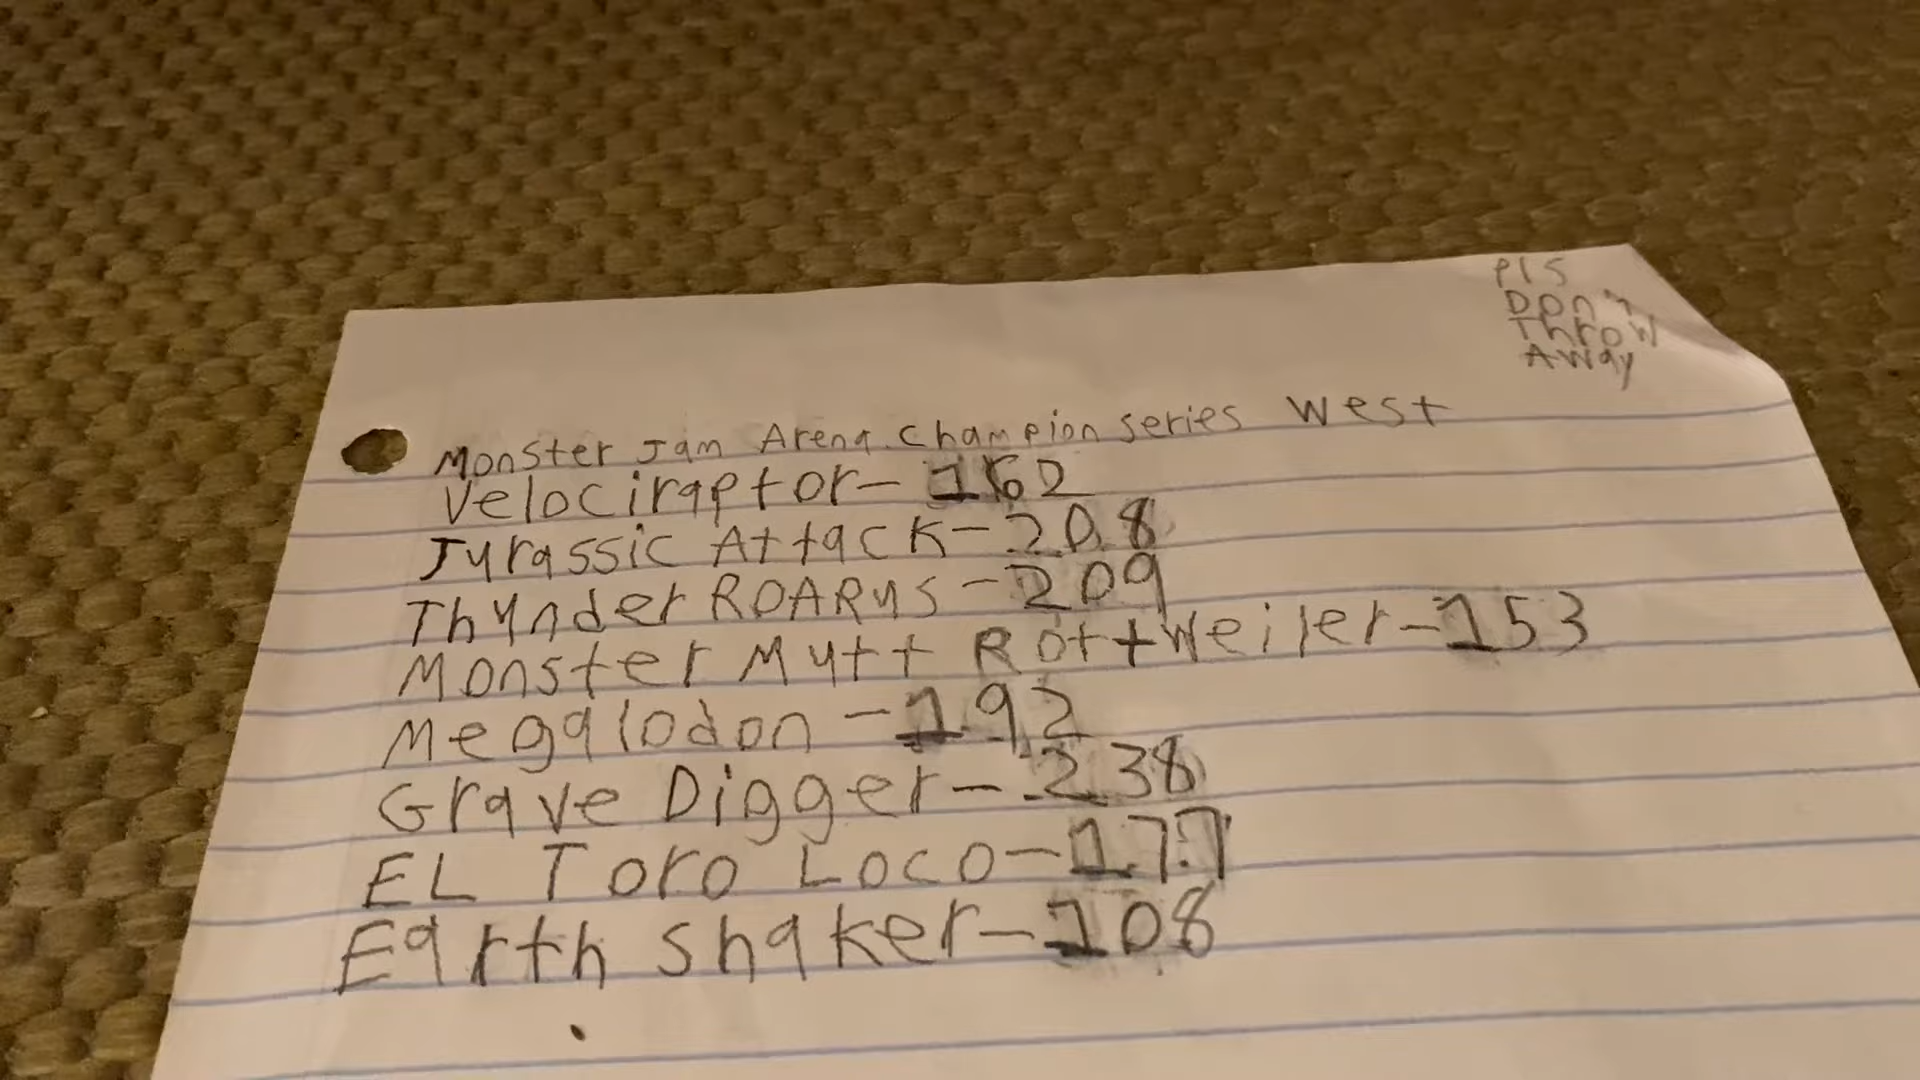 Pls
Don't
Throw
Away
Monster Jam Arena Champion series West
Velociraptor- 162
Jurassic Attack-208
Thunder ROARus-209
Monster Mutt Rottweiler-153
Megalodon-192
Grave Digger-238
EL Toro Loco-177
Earth shaker-108